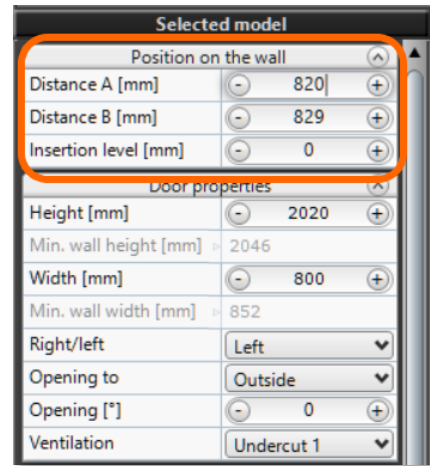 Selected model
Position on the wall
Distance A [mm] - 820 +
Distance B [mm] - 829 +
Insertion level [mm] - 0 +
Door properties
Height [mm] - 2020 +
Min. wall height [mm] 2046
Width [mm] - 800 +
Min. wall width [mm] 852
Right/left Left
Opening to Outside
Opening [°] - 0 +
Ventilation Undercut 1